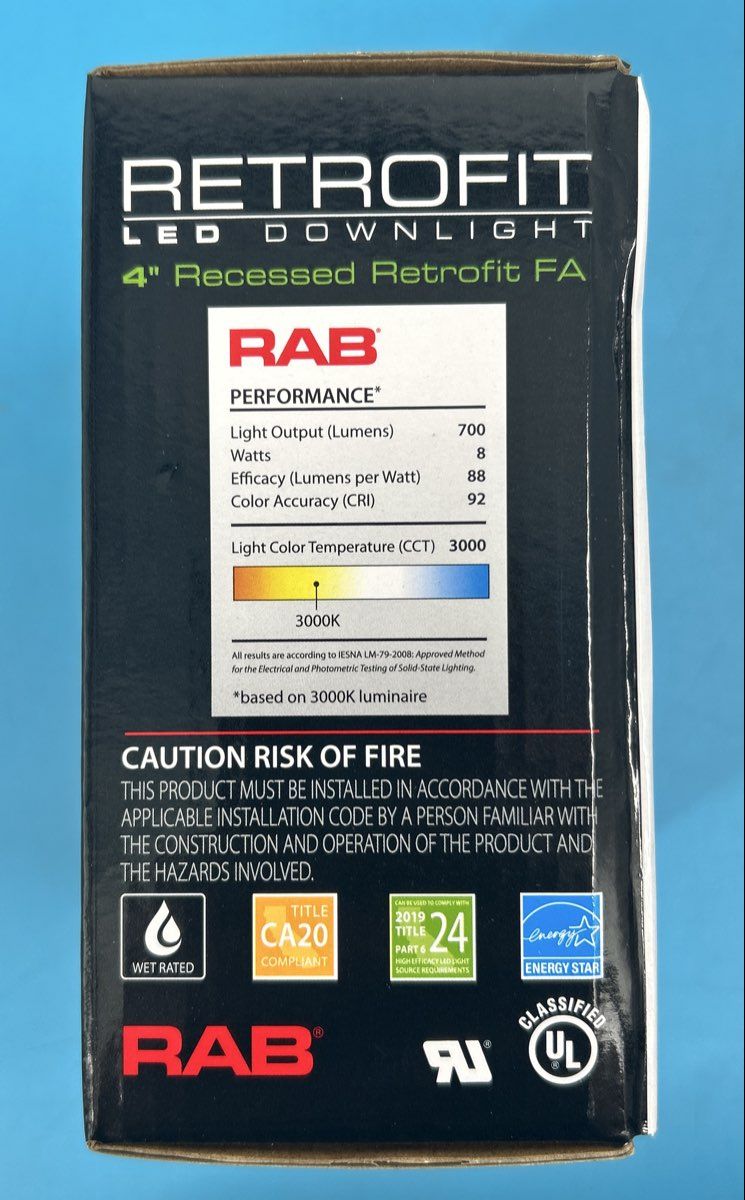 RETROFIT
LED DOWNLIGHT
4" Recessed Retrofit FA
RAB®
PERFORMANCE*
Light Output (Lumens) 700
Watts 8
Efficacy (Lumens per Watt) 88
Color Accuracy (CRI) 92
Light Color Temperature (CCT) 3000
3000K
All results are according to IESNA LM-79-2008: Approved Method
for the Electrical and Photometric Testing of Solid-State Lighting.
*based on 3000K luminaire
CAUTION RISK OF FIRE
THIS PRODUCT MUST BE INSTALLED IN ACCORDANCE WITH THE
APPLICABLE INSTALLATION CODE BY A PERSON FAMILIAR WITH
THE CONSTRUCTION AND OPERATION OF THE PRODUCT AND
THE HAZARDS INVOLVED.
WET RATED
TITLE
CA20
COMPLIANT
CAN BE USED TO COMPLY WITH
2019
TITLE 24
PART 6
HIGH EFFICACY LED LIGHT
SOURCE REQUIREMENTS
energy
ENERGY STAR
RAB®
RU®
CLASSIFIED
UL®